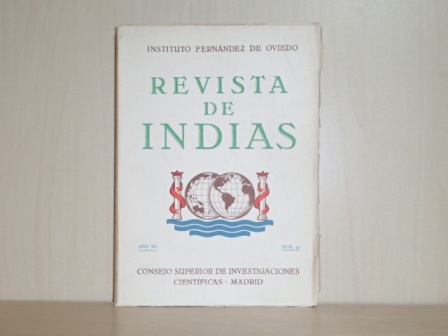 INSTITUTO FERNÁNDEZ DE OVIEDO
REVISTA
DE
INDIAS
CONSEJO SUPERIOR DE INVESTIGACIONES
CIENTÍFICAS - MADRID